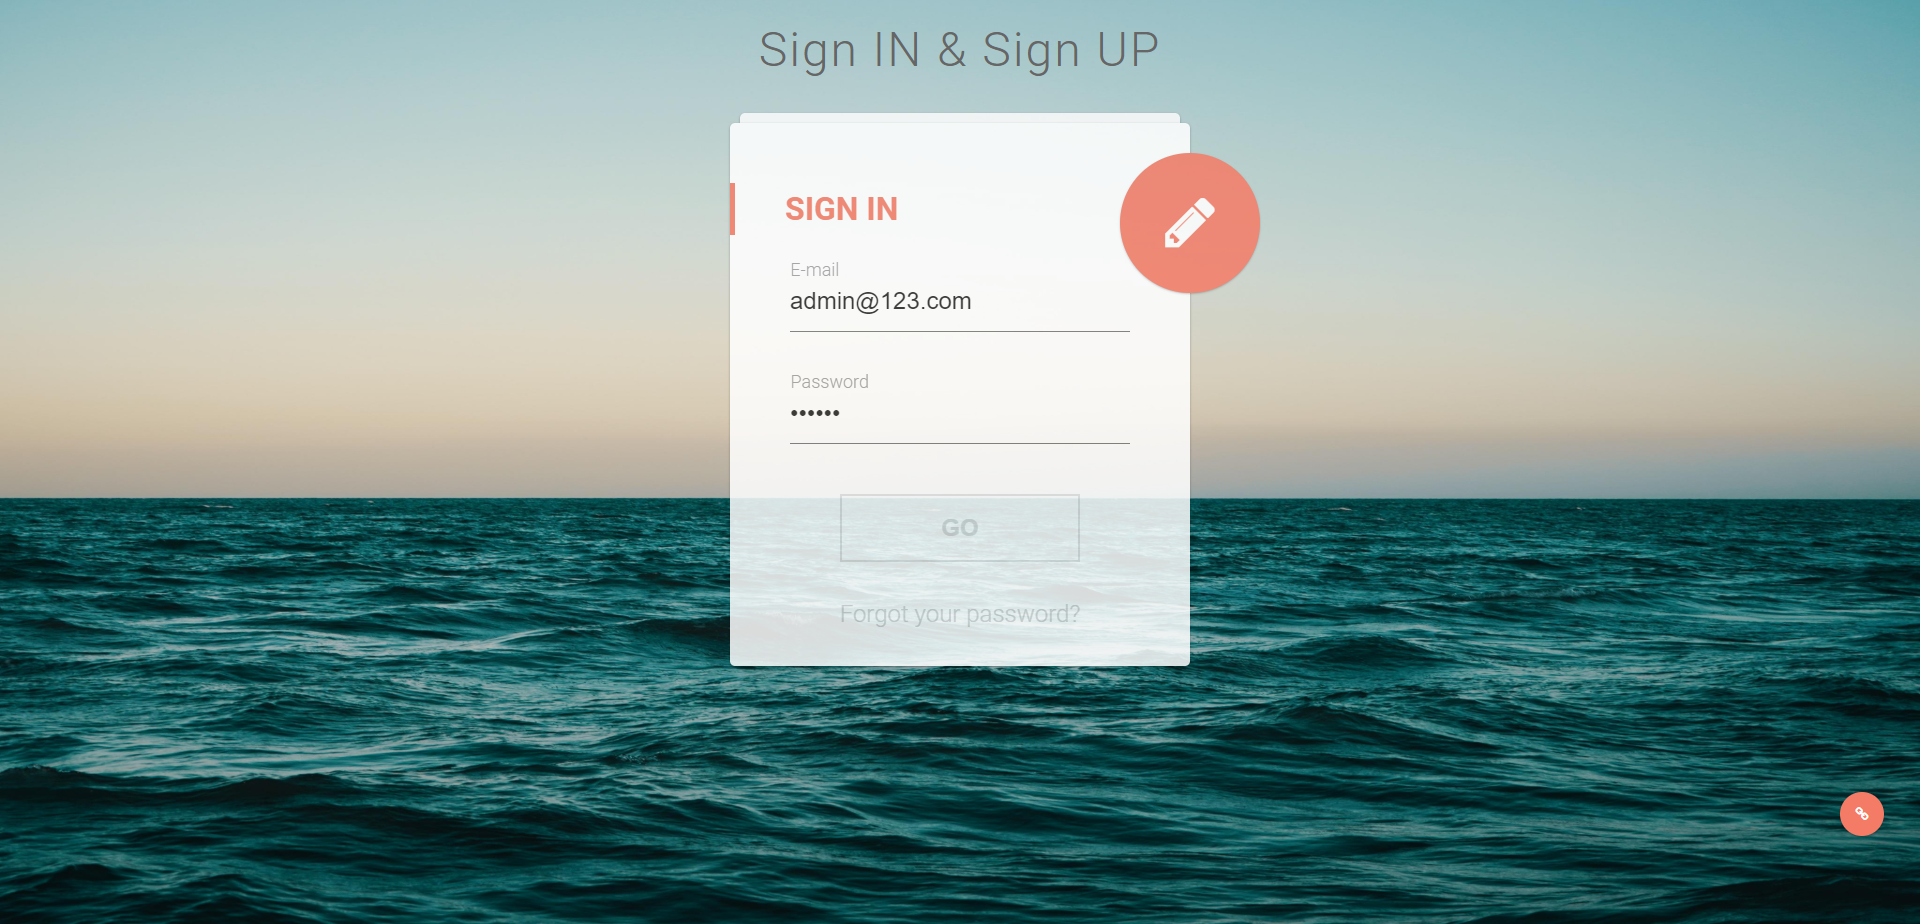 Sign IN & Sign UP
SIGN IN
E-mail
admin@123.com
Password
••••••
GO
Forgot your password?